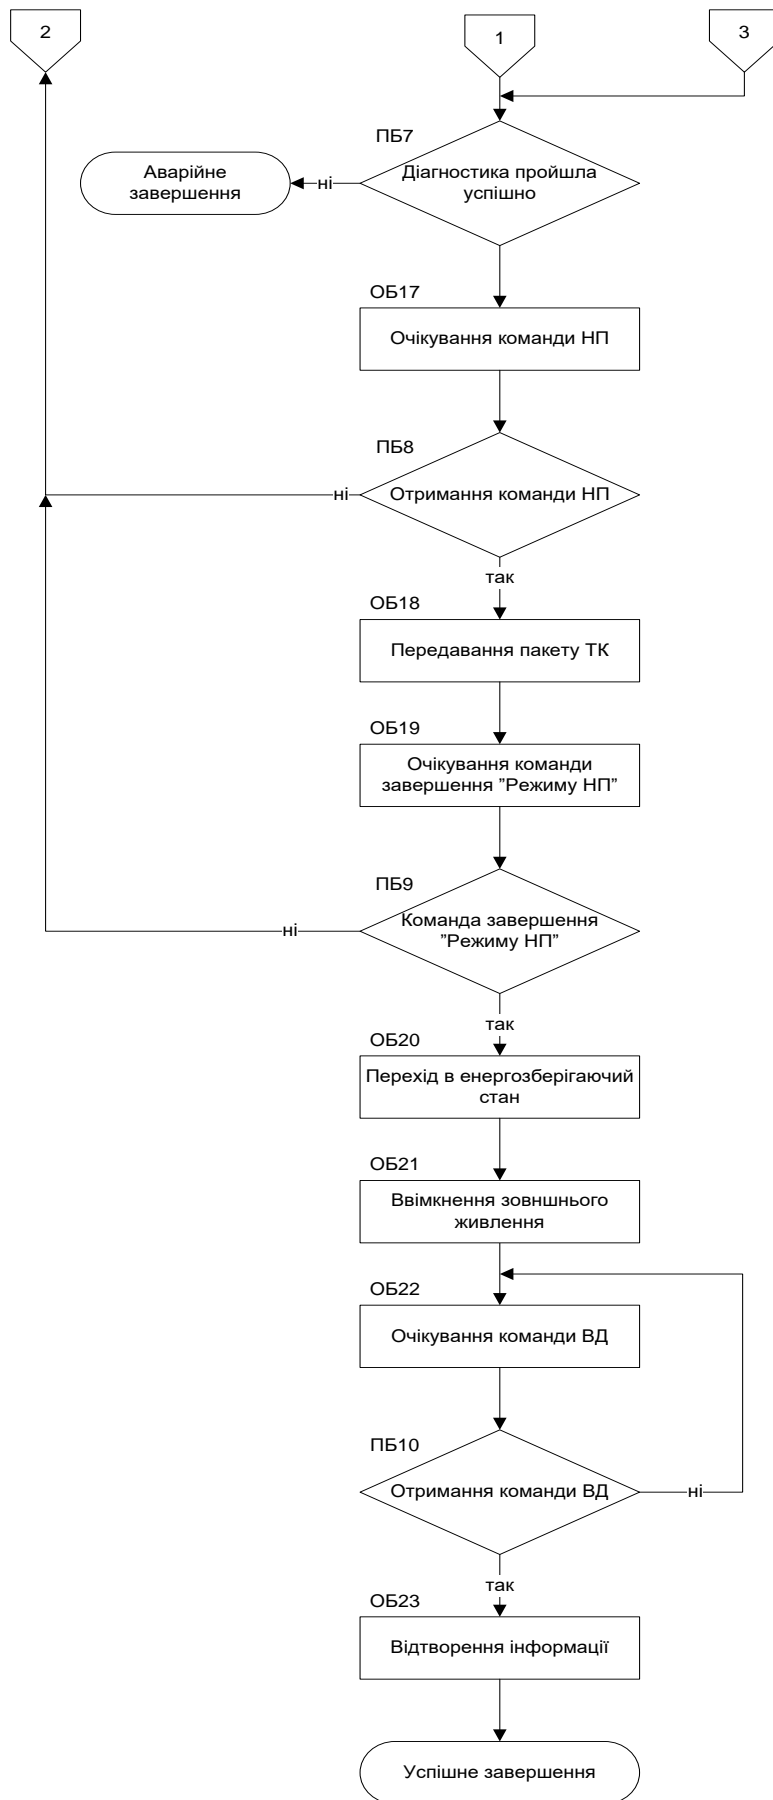 2
1
3
ПБ7
Діагностика пройшла
успішно
ні
Аварійне
завершення
ОБ17
Очікування команди НП
ПБ8
Отримання команди НП
ні
так
ОБ18
Передавання пакету ТК
ОБ19
Очікування команди
завершення ”Режиму НП”
ПБ9
Команда завершення
”Режиму НП”
ні
так
ОБ20
Перехід в енергозберігаючий
стан
ОБ21
Ввімкнення зовншнього
живлення
ОБ22
Очікування команди ВД
ПБ10
Отримання команди ВД
ні
так
ОБ23
Відтворення інформації
Успішне завершення